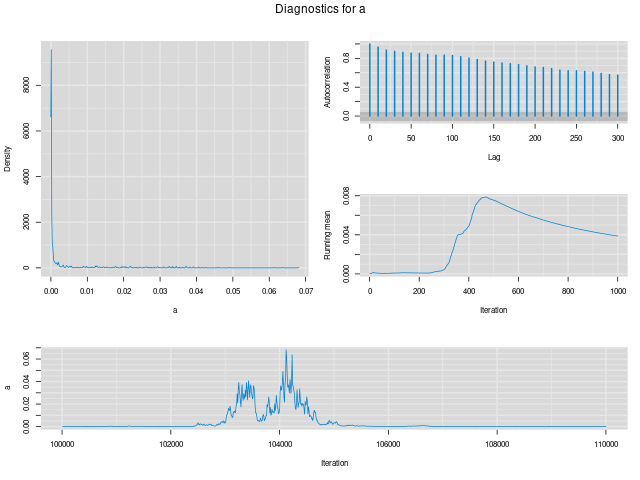 Diagnostics for a
Density
0 2000 4000 6000 8000
0.00 0.01 0.02 0.03 0.04 0.05 0.06 0.07
a
Autocorrelation
0.0 0.4 0.8
0 50 100 150 200 250 300
Lag
Running mean
0.000 0.004 0.008
0 200 400 600 800 1000
Iteration
a
0.00 0.02 0.04 0.06
100000 102000 104000 106000 108000 110000
Iteration